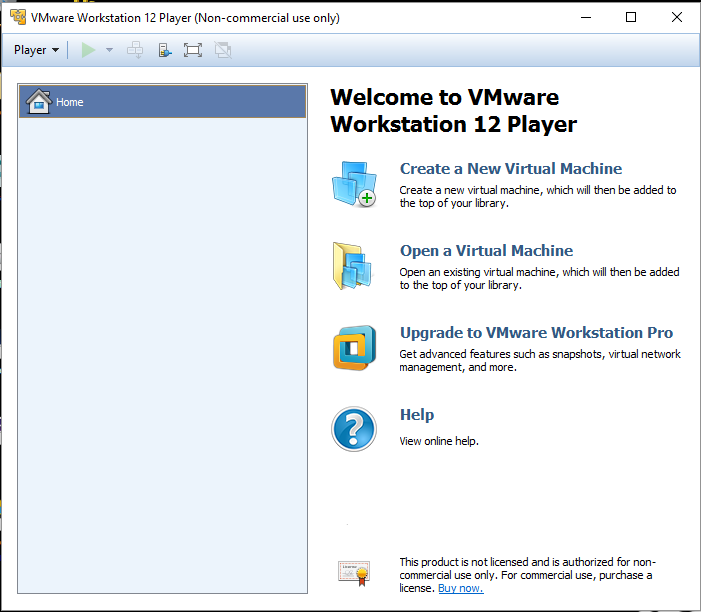 VMware Workstation 12 Player (Non-commercial use only)
Player
Home
Welcome to VMware
Workstation 12 Player
Create a New Virtual Machine
Create a new virtual machine, which will then be added to
the top of your library.
Open a Virtual Machine
Open an existing virtual machine, which will then be added
to the top of your library.
Upgrade to VMware Workstation Pro
Get advanced features such as snapshots, virtual network
management, and more.
Help
View online help.
This product is not licensed and is authorized for non-
commercial use only. For commercial use, purchase a
license. Buy now.